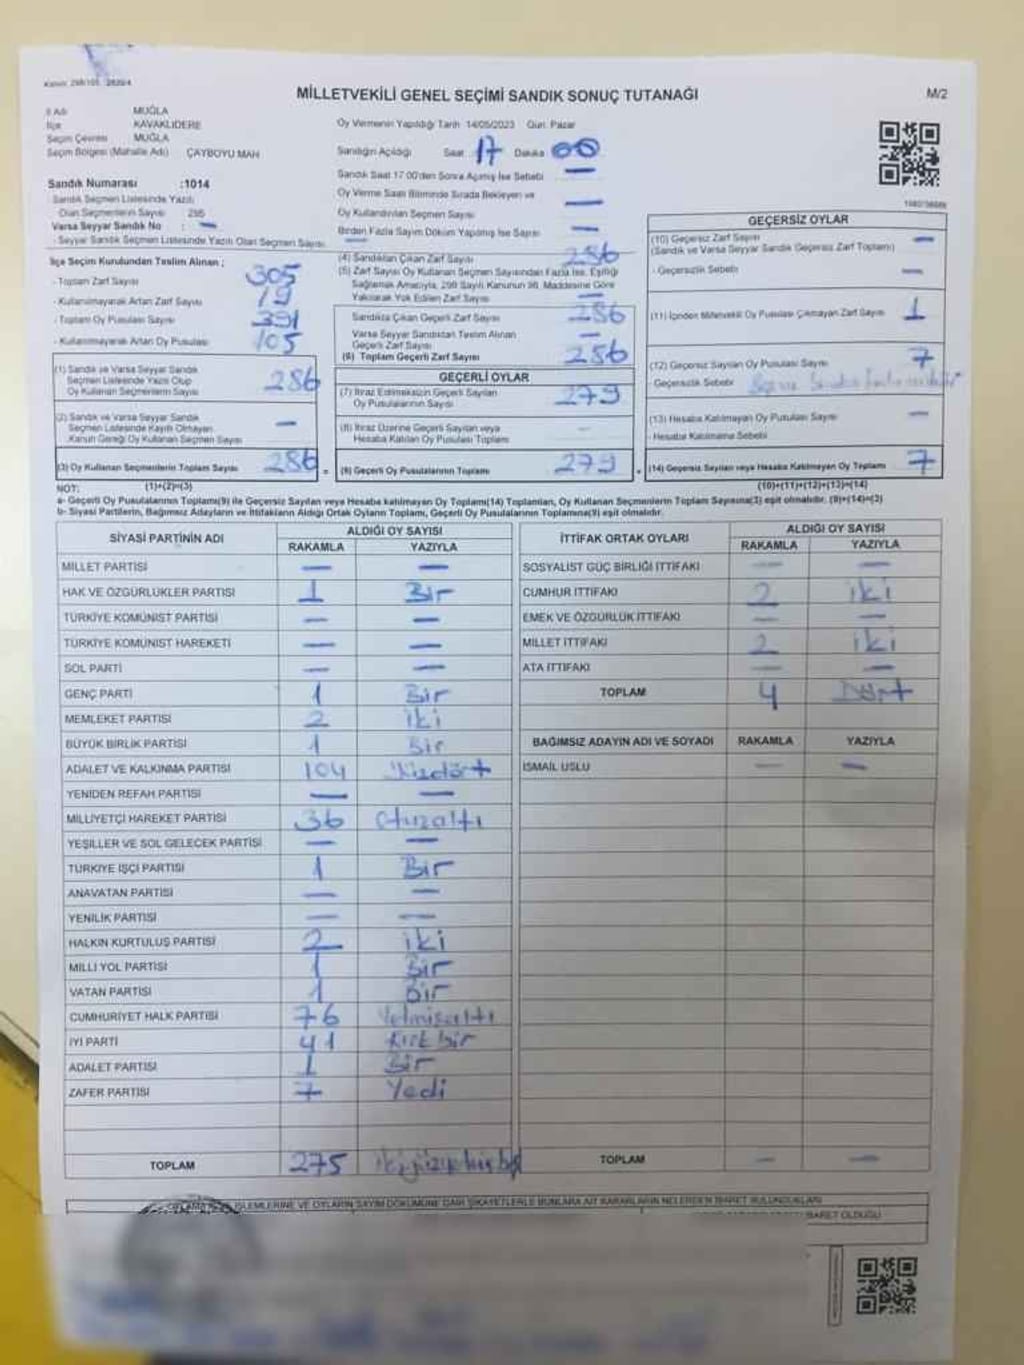 Kanun: 298/105 - 2839/4
MİLLETVEKİLİ GENEL SEÇİMİ SANDIK SONUÇ TUTANAĞI
M/2
İl Adı MUĞLA
İlçe KAVAKLIDERE
Seçim Çevresi MUĞLA
Seçim Bölgesi (Mahalle Adı) ÇAYBOYU MAH
Sandık Numarası :1014
Sandık Seçmen Listesinde Yazılı
Olan Seçmenlerin Sayısı : 295
Varsa Seyyar Sandık No : —
- Seyyar Sandık Seçmen Listesinde Yazılı Olan Seçmen Sayısı: —
İlçe Seçim Kurulundan Teslim Alınan ;
- Toplam Zarf Sayısı 305
- Kullanılmayarak Artan Zarf Sayısı 19
- Toplam Oy Pusulası Sayısı 391
- Kullanılmayarak Artan Oy Pusulası 105
(1) Sandık ve Varsa Seyyar Sandık
Seçmen Listesinde Yazılı Olup
Oy Kullanan Seçmenlerin Sayısı 286
(2) Sandık ve Varsa Seyyar Sandık
Seçmen Listesinde Kayıtlı Olmayan
Kanun Gereği Oy Kullanan Seçmen Sayısı —
(3) Oy Kullanan Seçmenlerin Toplam Sayısı 286 =
Oy Vermenin Yapıldığı Tarih 14/05/2023 Gün: Pazar
Sandığın Açıldığı Saat 17 Dakika 00
Sandık Saat 17.00'den Sonra Açılmış İse Sebebi —
Oy Verme Saati Bitiminde Sırada Bekleyen ve
Oy Kullandırılan Seçmen Sayısı —
Birden Fazla Sayım Döküm Yapılmış İse Sayısı —
(4) Sandıktan Çıkan Zarf Sayısı 286
(5) Zarf Sayısı Oy Kullanan Seçmen Sayısından Fazla İse, Eşitliği
Sağlamak Amacıyla, 298 Sayılı Kanunun 98. Maddesine Göre
Yakılarak Yok Edilen Zarf Sayısı —
Sandıkta Çıkan Geçerli Zarf Sayısı 286
Varsa Seyyar Sandıktan Teslim Alınan
Geçerli Zarf Sayısı —
(6) Toplam Geçerli Zarf Sayısı 286
GEÇERLİ OYLAR
(7) İtiraz Edilmeksizin Geçerli Sayılan
Oy Pusulalarının Sayısı 279
(8) İtiraz Üzerine Geçerli Sayılan veya
Hesaba Katılan Oy Pusulası Toplamı —
(9) Geçerli Oy Pusulalarının Toplamı 279 +
GEÇERSİZ OYLAR
(10) Geçersiz Zarf Sayısı —
(Sandık ve Varsa Seyyar Sandık Geçersiz Zarf Toplamı)
- Geçersizlik Sebebi —
(11) İçinden Milletvekili Oy Pusulası Çıkmayan Zarf Sayısı 1
(12) Geçersiz Sayılan Oy Pusulası Sayısı 7
Geçersizlik Sebebi
(13) Hesaba Katılmayan Oy Pusulası Sayısı —
- Hesaba Katılmama Sebebi
(14) Geçersiz Sayılan veya Hesaba Katılmayan Oy Toplamı 7
NOT: (1)+(2)=(3) (10)+(11)+(12)+(13)=(14)
a- Geçerli Oy Pusulalarının Toplamı(9) ile Geçersiz Sayılan veya Hesaba katılmayan Oy Toplamı(14) Toplamları, Oy Kullanan Seçmenlerin Toplam Sayısına(3) eşit olmalıdır. (9)+(14)=(3)
b- Siyasi Partilerin, Bağımsız Adayların ve İttifakların Aldığı Ortak Oyların Toplamı, Geçerli Oy Pusulalarının Toplamına(9) eşit olmalıdır.
SİYASİ PARTİNİN ADI ALDIĞI OY SAYISI
RAKAMLA YAZIYLA
MİLLET PARTİSİ — —
HAK VE ÖZGÜRLÜKLER PARTİSİ 1 Bir
TÜRKİYE KOMÜNİST PARTİSİ — —
TÜRKİYE KOMÜNİST HAREKETİ — —
SOL PARTİ — —
GENÇ PARTİ 1 Bir
MEMLEKET PARTİSİ 2 iki
BÜYÜK BİRLİK PARTİSİ 1 Bir
ADALET VE KALKINMA PARTİSİ 104 Yüzdört
YENİDEN REFAH PARTİSİ — —
MİLLİYETÇİ HAREKET PARTİSİ 36 Otuzaltı
YEŞİLLER VE SOL GELECEK PARTİSİ — —
TÜRKİYE İŞÇİ PARTİSİ 1 Bir
ANAVATAN PARTİSİ — —
YENİLİK PARTİSİ — —
HALKIN KURTULUŞ PARTİSİ 2 iki
MİLLİ YOL PARTİSİ 1 Bir
VATAN PARTİSİ 1 Bir
CUMHURİYET HALK PARTİSİ 76 Yetmişaltı
İYİ PARTİ 41 Kırkbir
ADALET PARTİSİ 1 Bir
ZAFER PARTİSİ 7 Yedi
TOPLAM 275
İTTİFAK ORTAK OYLARI ALDIĞI OY SAYISI
RAKAMLA YAZIYLA
SOSYALİST GÜÇ BİRLİĞİ İTTİFAKI — —
CUMHUR İTTİFAKI 2 iki
EMEK VE ÖZGÜRLÜK İTTİFAKI — —
MİLLET İTTİFAKI 2 iki
ATA İTTİFAKI — —
TOPLAM 4 Dört
BAĞIMSIZ ADAYIN ADI VE SOYADI RAKAMLA YAZIYLA
İSMAİL USLU — —
TOPLAM — —
İŞLEMLERİNE VE OYLARIN SAYIM DÖKÜMÜNE DAİR ŞİKAYETLERLE BUNLARA AİT KARARLARIN NELERDEN İBARET BULUNDUKLARI
İBARET OLDUĞU